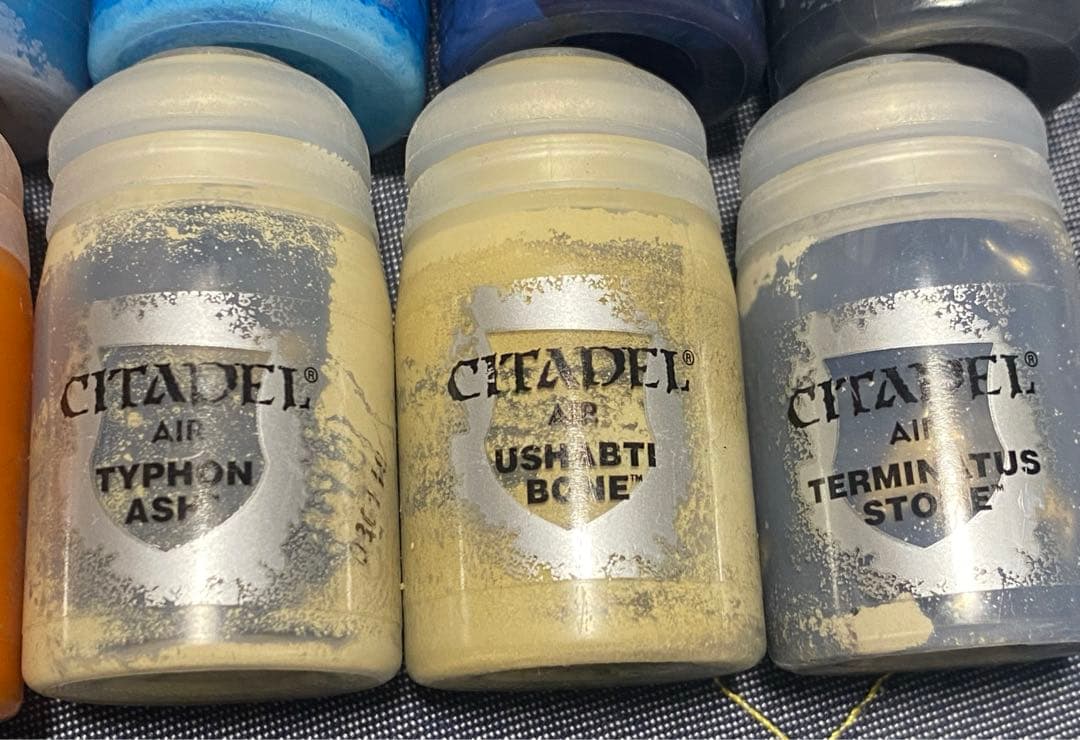 CITADEL®
AIR
TYPHON
ASH
CITADEL®
AIR
USHABTI
BONE™
CITADEL®
AIR
TERMINATUS
STONE™